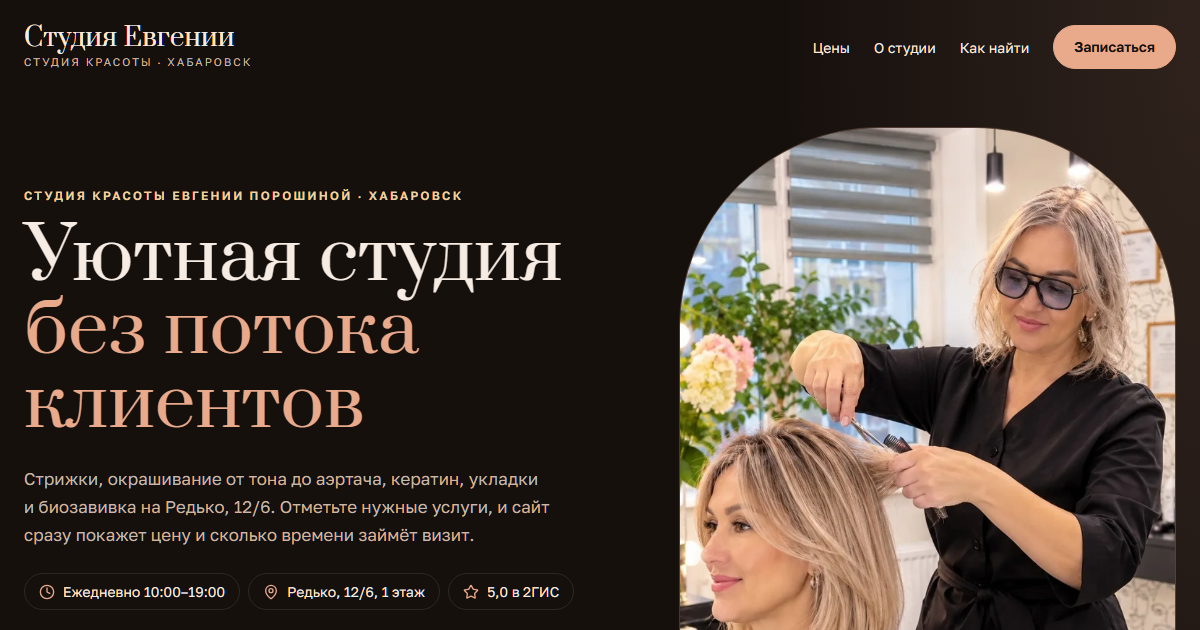 Студия Евгении
СТУДИЯ КРАСОТЫ · ХАБАРОВСК
Цены
О студии
Как найти
Записаться
СТУДИЯ КРАСОТЫ ЕВГЕНИИ ПОРОШИНОЙ · ХАБАРОВСК
Уютная студия
без потока
клиентов
Стрижки, окрашивание от тона до аэртача, кератин, укладки
и биозавивка на Редько, 12/6. Отметьте нужные услуги, и сайт
сразу покажет цену и сколько времени займёт визит.
Ежедневно 10:00–19:00
Редько, 12/6, 1 этаж
5,0 в 2ГИС